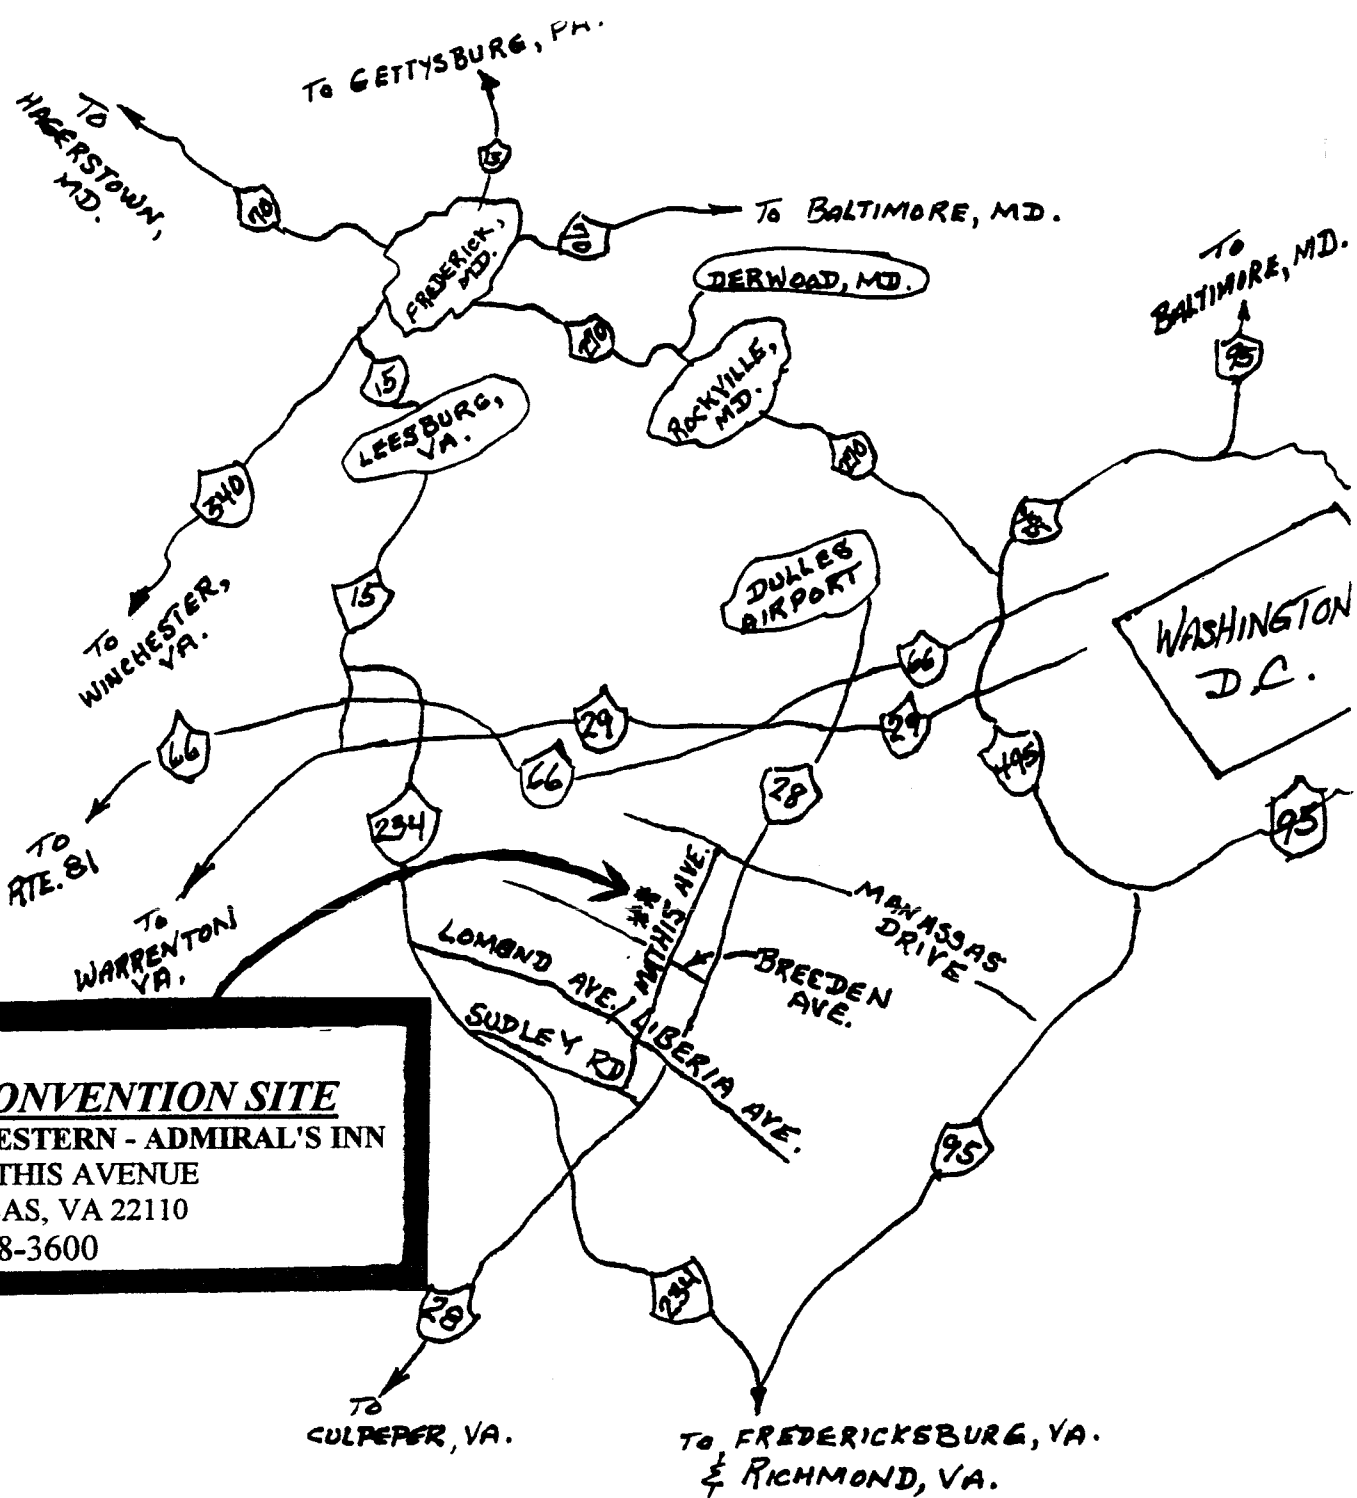 TO GETTYSBURG, PA.
TO
HAGERSTOWN,
MD.
15
70
TO BALTIMORE, MD.
70
FREDERICK,
MD.
DERWOOD, MD.
TO
BALTIMORE, MD.
270
95
15
ROCKVILLE,
MD.
LEESBURG,
VA.
270
340
DULLES
AIRPORT
15
TO
WINCHESTER,
VA.
WASHINGTON
D.C.
66
29
29
66
66
495
28
95
234
TO
RTE. 81
TO
WARRENTON
VA.
**
MATHIS AVE.
MANASSAS
DRIVE
LOMOND AVE.
BREEDEN
AVE.
SUDLEY RD
LIBERIA AVE.
ONVENTION SITE
ESTERN - ADMIRAL'S INN
THIS AVENUE
AS, VA 22110
8-3600
95
234
28
TO
CULPEPER, VA.
TO FREDERICKSBURG, VA.
& RICHMOND, VA.